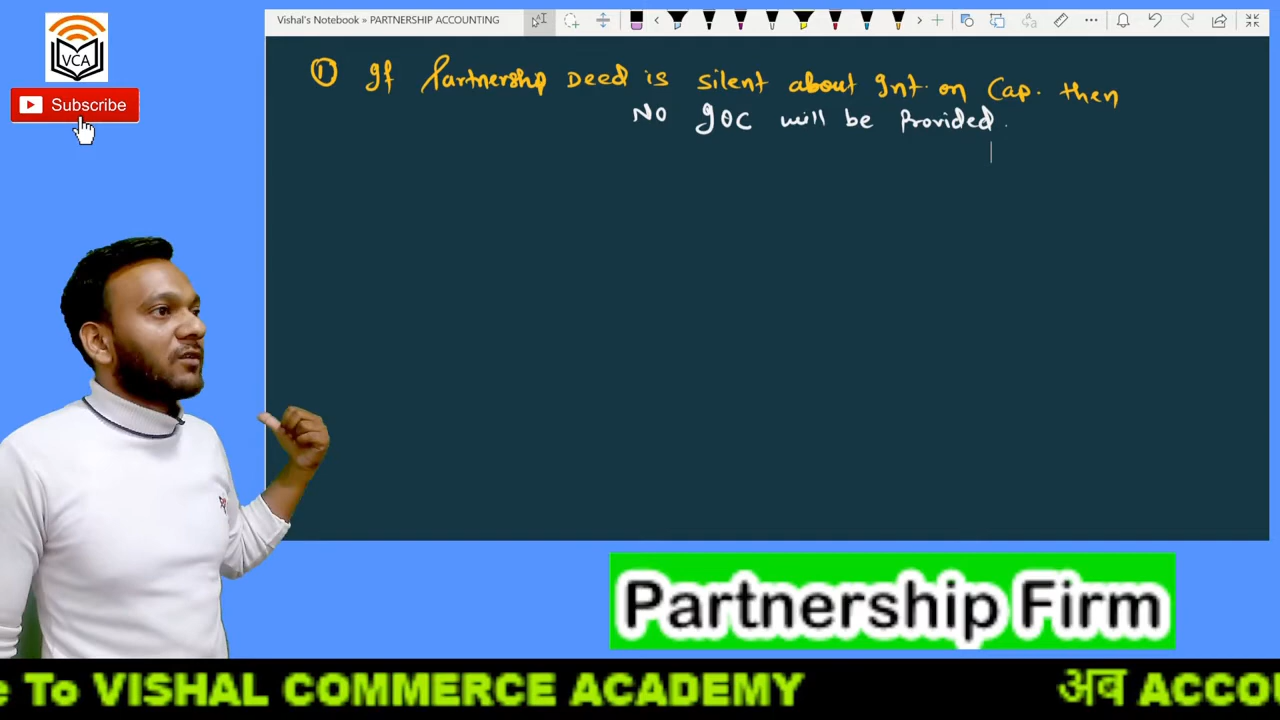 VCA
Subscribe
Vishal's Notebook » PARTNERSHIP ACCOUNTING
① If Partnership Deed is silent about Int. on Cap. then
No IOC will be Provided.
Partnership Firm
e To VISHAL COMMERCE ACADEMY अब ACCOU